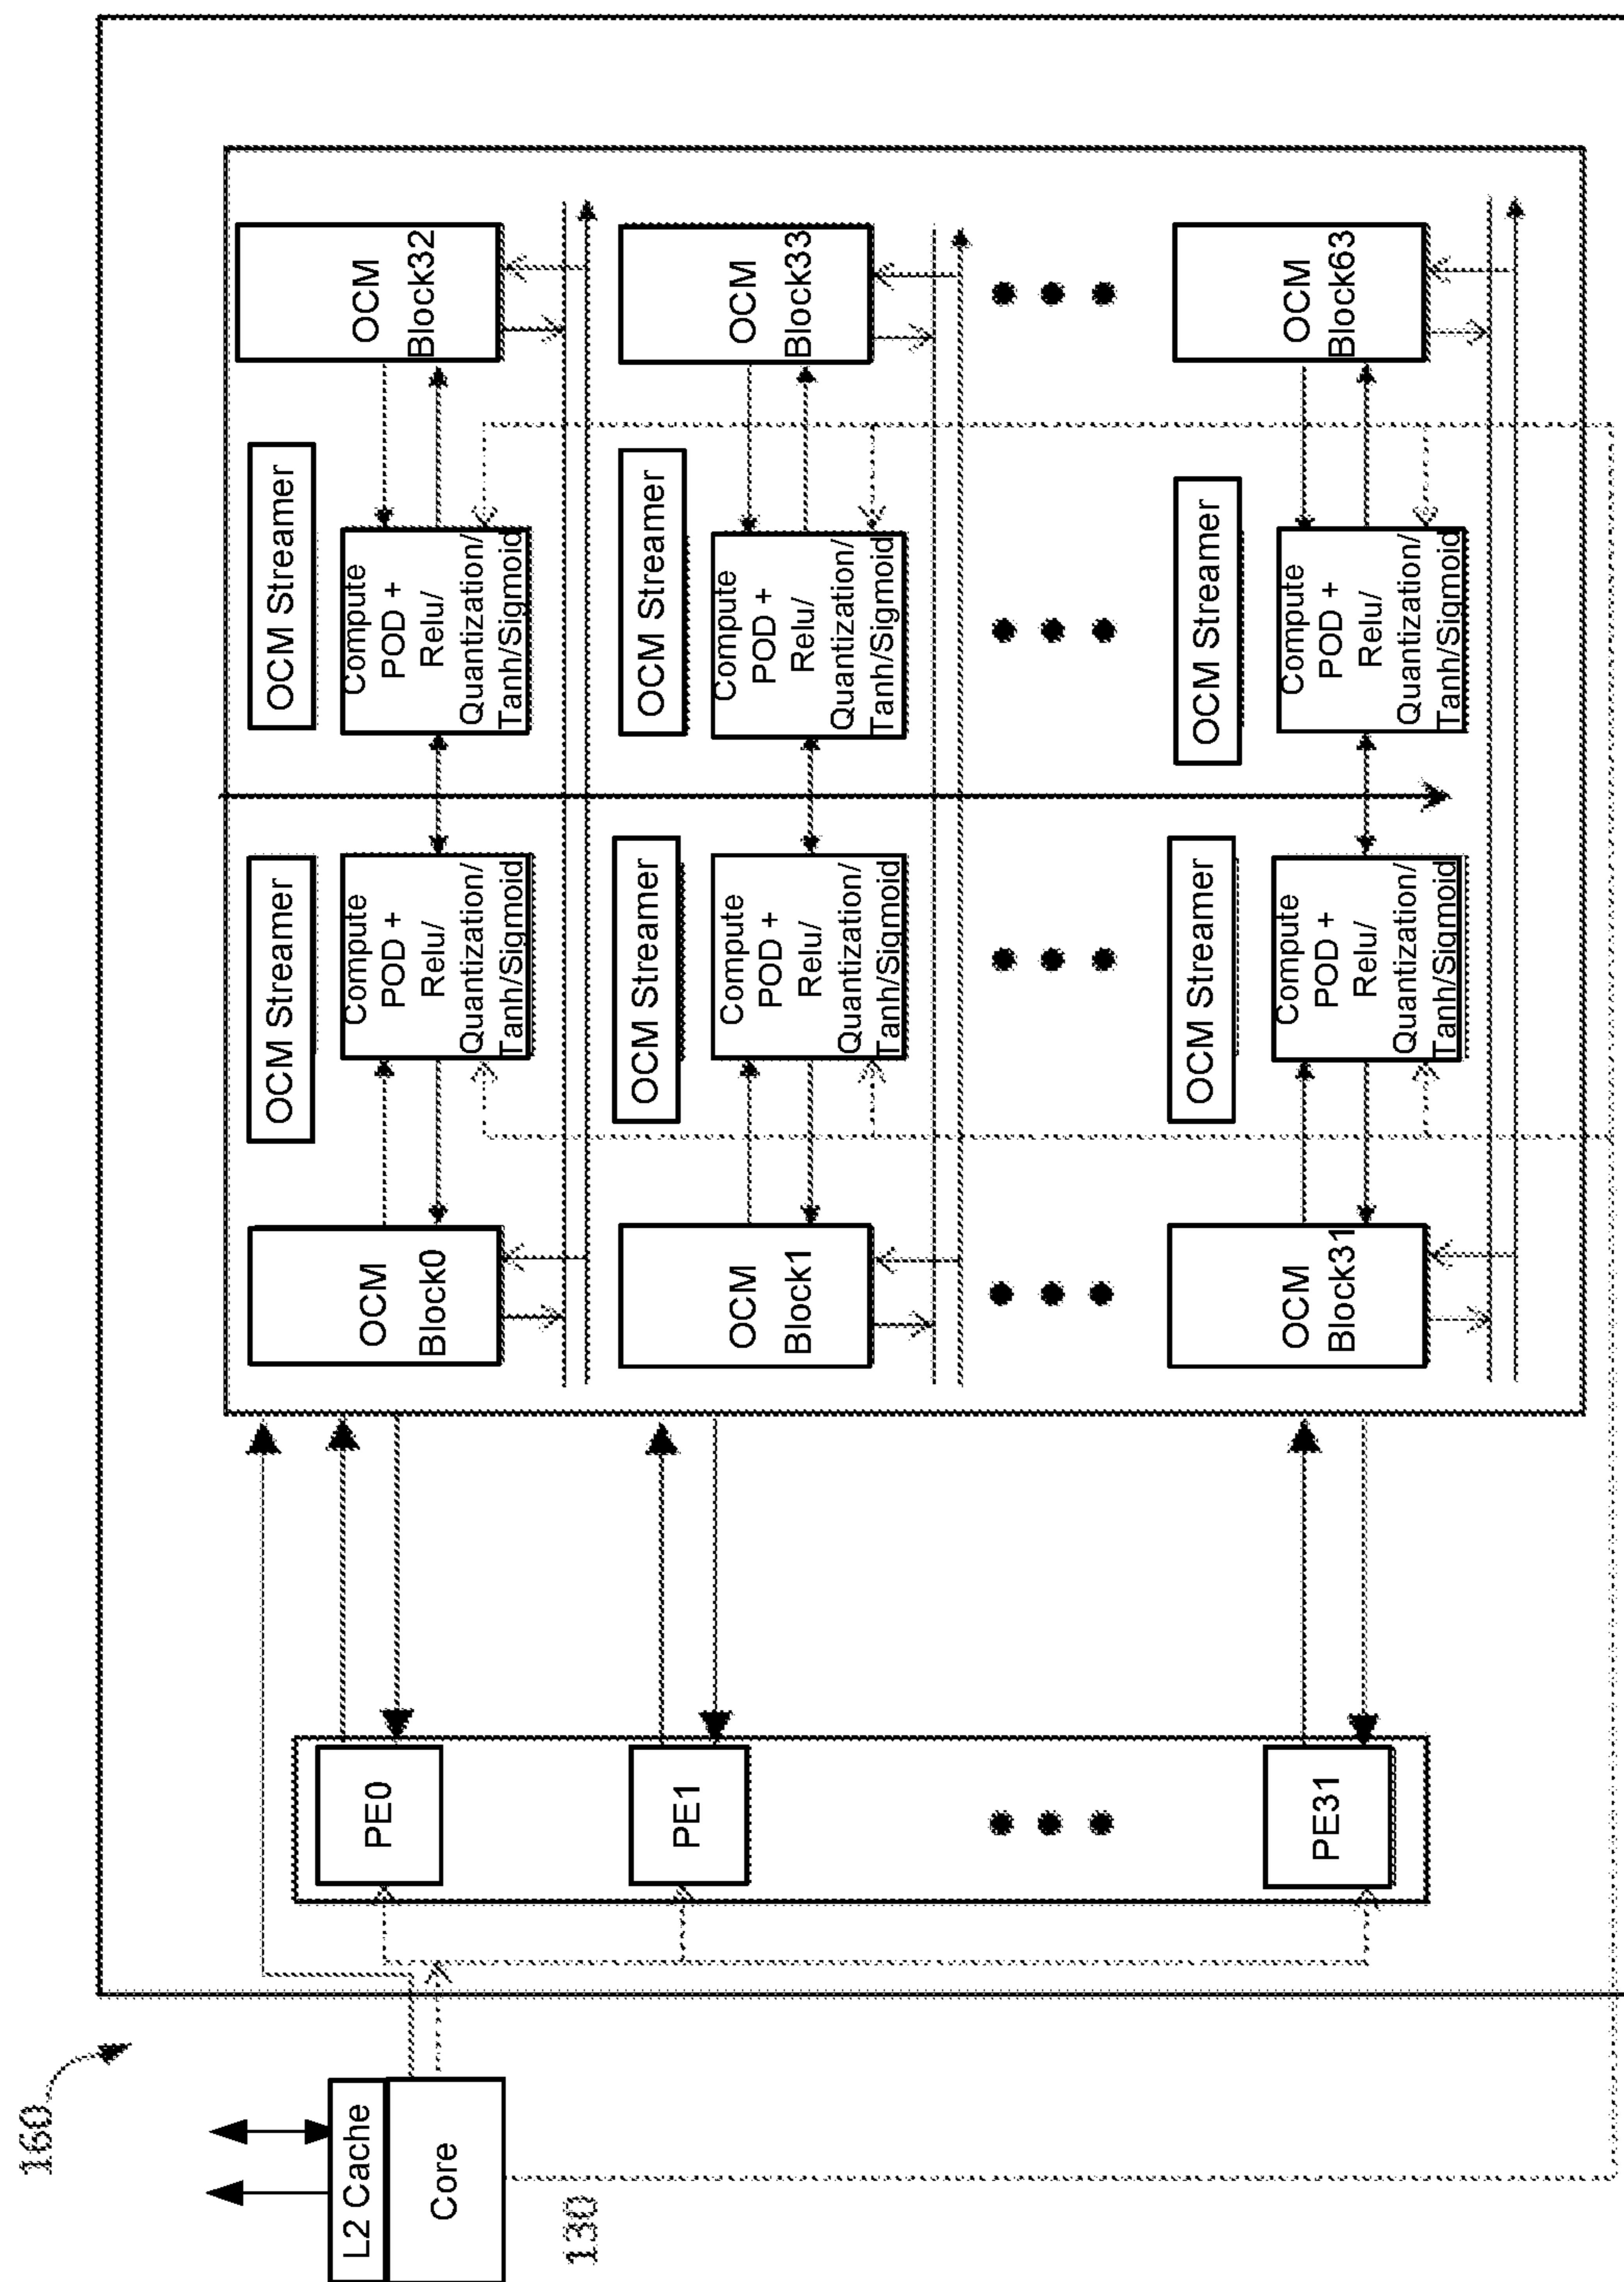 160
L2 Cache
Core
130
PE0
PE1
PE31
OCM
Block0
OCM Streamer
Compute
POD +
Relu/
Quantization/
Tanh/Sigmoid
OCM Streamer
Compute
POD +
Relu/
Quantization/
Tanh/Sigmoid
OCM
Block32
OCM
Block1
OCM Streamer
Compute
POD +
Relu/
Quantization/
Tanh/Sigmoid
OCM Streamer
Compute
POD +
Relu/
Quantization/
Tanh/Sigmoid
OCM
Block33
OCM
Block31
OCM Streamer
Compute
POD +
Relu/
Quantization/
Tanh/Sigmoid
OCM Streamer
Compute
POD +
Relu/
Quantization/
Tanh/Sigmoid
OCM
Block63